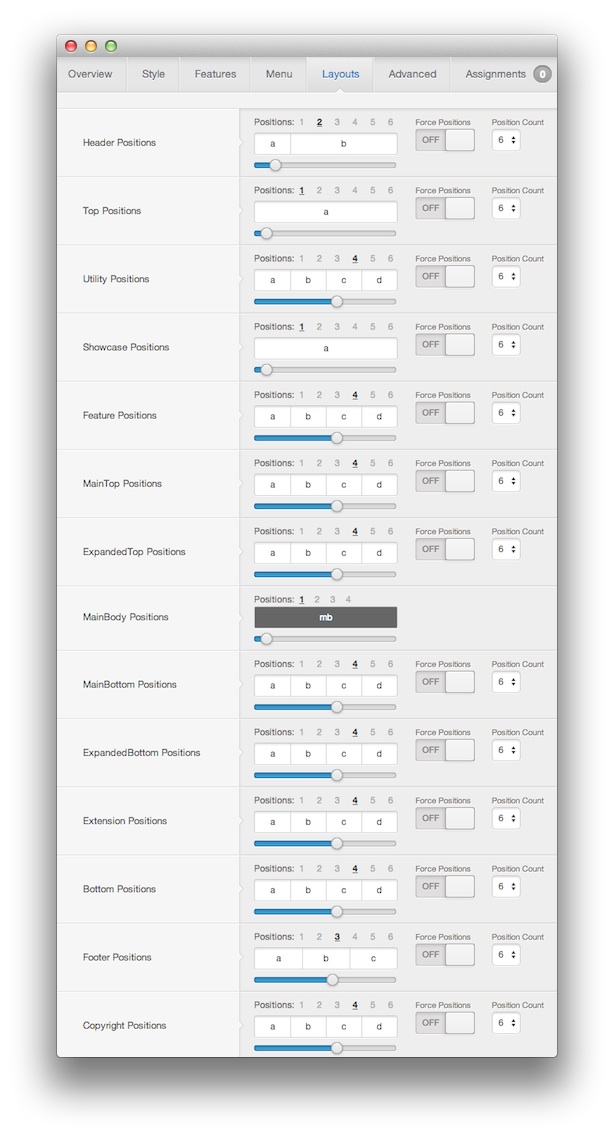 Overview Style Features Menu Layouts Advanced Assignments 0
Positions: 1 2 3 4 5 6 Force Positions Position Count
Header Positions a b OFF 6
Positions: 1 2 3 4 5 6 Force Positions Position Count
Top Positions a OFF 6
Positions: 1 2 3 4 5 6 Force Positions Position Count
Utility Positions a b c d OFF 6
Positions: 1 2 3 4 5 6 Force Positions Position Count
Showcase Positions a OFF 6
Positions: 1 2 3 4 5 6 Force Positions Position Count
Feature Positions a b c d OFF 6
Positions: 1 2 3 4 5 6 Force Positions Position Count
MainTop Positions a b c d OFF 6
Positions: 1 2 3 4 5 6 Force Positions Position Count
ExpandedTop Positions a b c d OFF 6
Positions: 1 2 3 4
MainBody Positions mb
Positions: 1 2 3 4 5 6 Force Positions Position Count
MainBottom Positions a b c d OFF 6
Positions: 1 2 3 4 5 6 Force Positions Position Count
ExpandedBottom Positions a b c d OFF 6
Positions: 1 2 3 4 5 6 Force Positions Position Count
Extension Positions a b c d OFF 6
Positions: 1 2 3 4 5 6 Force Positions Position Count
Bottom Positions a b c d OFF 6
Positions: 1 2 3 4 5 6 Force Positions Position Count
Footer Positions a b c OFF 6
Positions: 1 2 3 4 5 6 Force Positions Position Count
Copyright Positions a b c d OFF 6